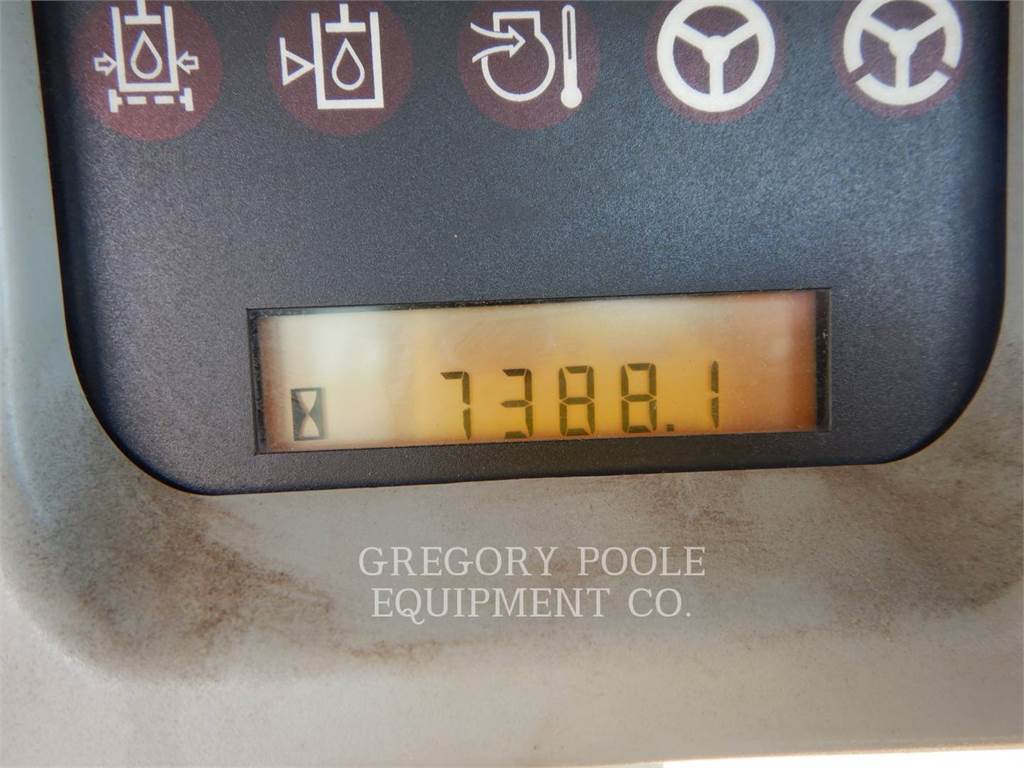 7388.1
GREGORY POOLE
EQUIPMENT CO.